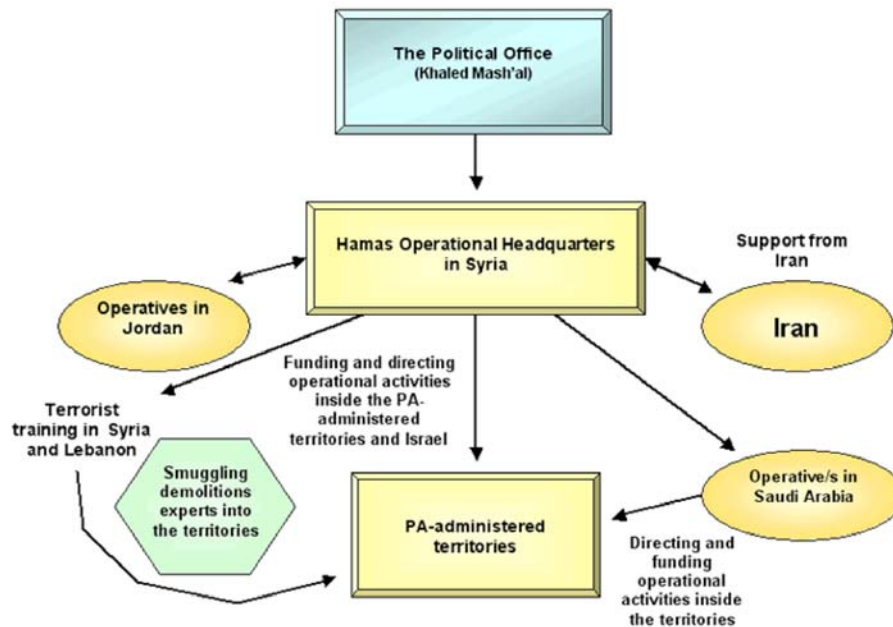 The Political Office
(Khaled Mash'al)
Hamas Operational Headquarters
in Syria
Support from
Iran
Operatives in
Jordan
Iran
Funding and directing
operational activities
inside the PA-
administered
territories and Israel
Terrorist
training in Syria
and Lebanon
Smuggling
demolitions
experts into
the territories
Operative/s in
Saudi Arabia
PA-administered
territories
Directing and
funding
operational
activities inside
the territories